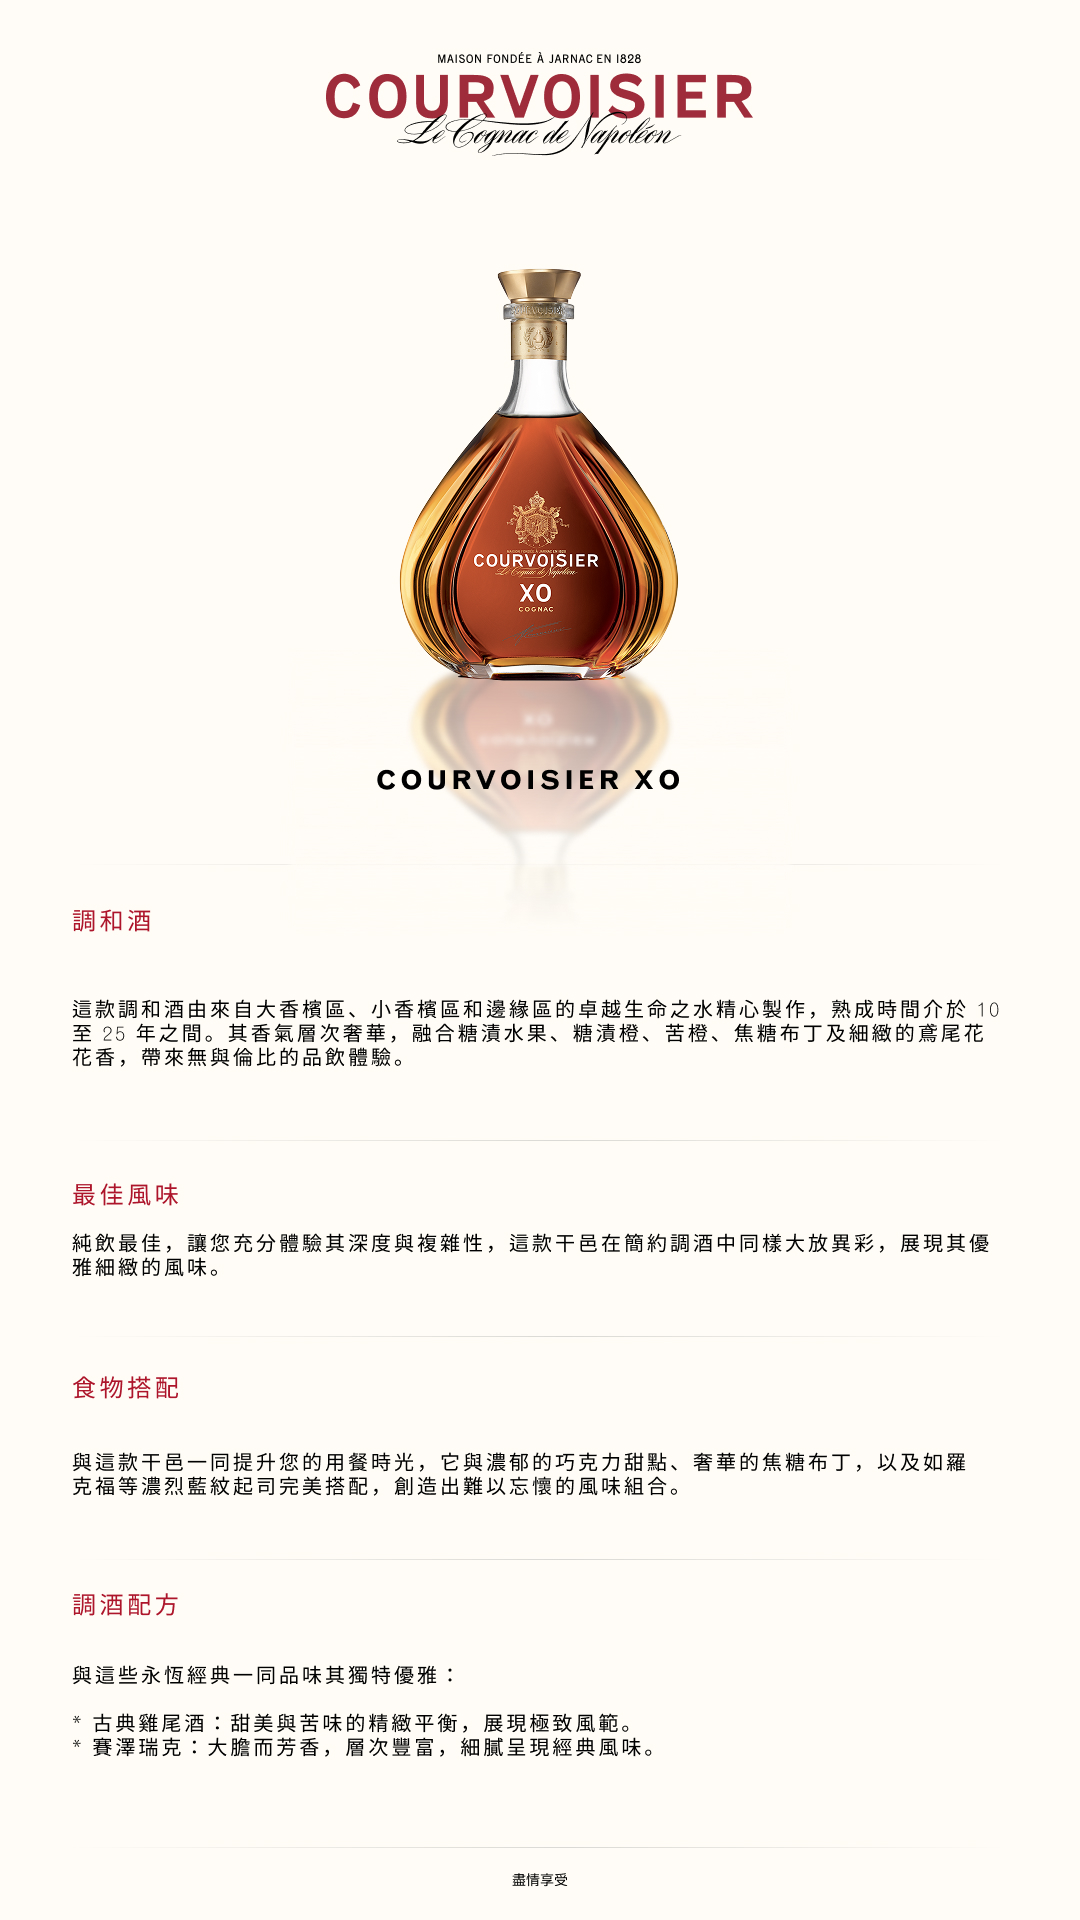 MAISON FONDÉE À JARNAC EN 1828
COURVOISIER
Le Cognac de Napoléon
COURVOISIER
MAISON FONDÉE À JARNAC EN 1828
COURVOISIER
Le Cognac de Napoléon
XO
COGNAC
COURVOISIER XO
調和酒
這款調和酒由來自大香檳區、小香檳區和邊緣區的卓越生命之水精心製作，熟成時間介於 10
至 25 年之間。其香氣層次奢華，融合糖漬水果、糖漬橙、苦橙、焦糖布丁及細緻的鳶尾花
花香，帶來無與倫比的品飲體驗。
最佳風味
純飲最佳，讓您充分體驗其深度與複雜性，這款干邑在簡約調酒中同樣大放異彩，展現其優
雅細緻的風味。
食物搭配
與這款干邑一同提升您的用餐時光，它與濃郁的巧克力甜點、奢華的焦糖布丁，以及如羅
克福等濃烈藍紋起司完美搭配，創造出難以忘懷的風味組合。
調酒配方
與這些永恆經典一同品味其獨特優雅：
* 古典雞尾酒：甜美與苦味的精緻平衡，展現極致風範。
* 賽澤瑞克：大膽而芳香，層次豐富，細膩呈現經典風味。
盡情享受